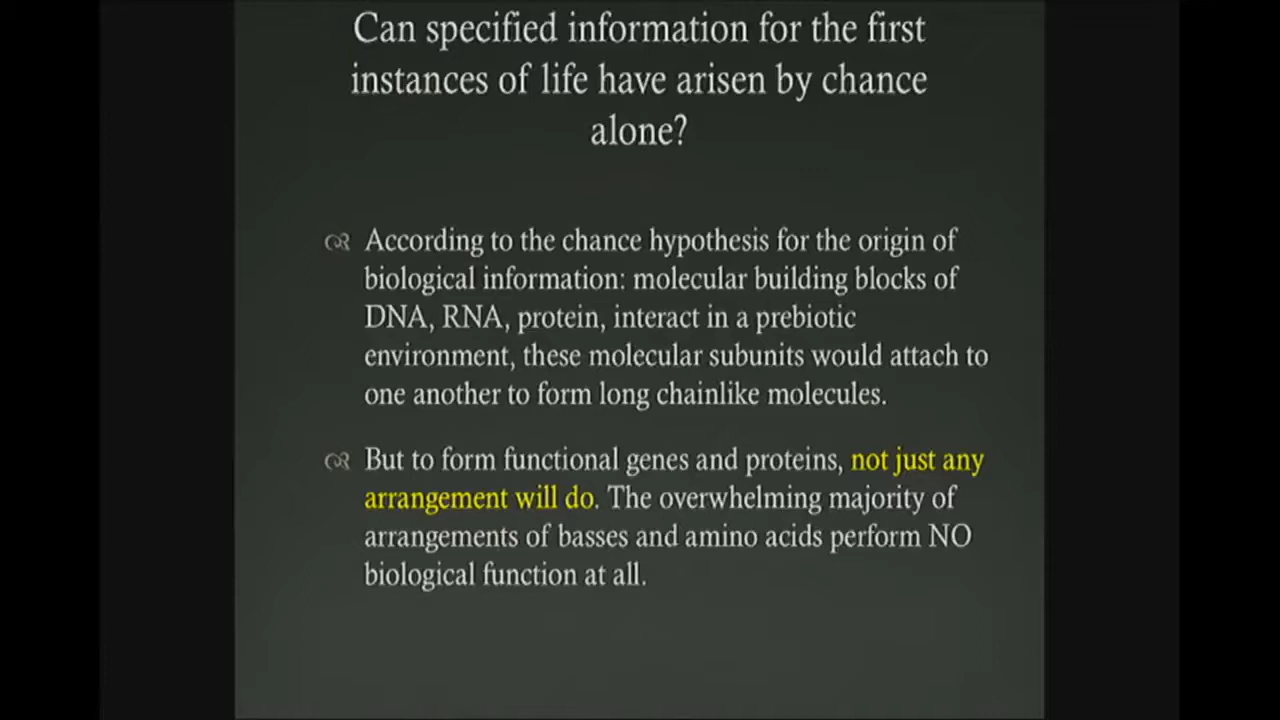 Can specified information for the first
instances of life have arisen by chance
alone?
According to the chance hypothesis for the origin of
biological information: molecular building blocks of
DNA, RNA, protein, interact in a prebiotic
environment, these molecular subunits would attach to
one another to form long chainlike molecules.
But to form functional genes and proteins, not just any
arrangement will do. The overwhelming majority of
arrangements of basses and amino acids perform NO
biological function at all.